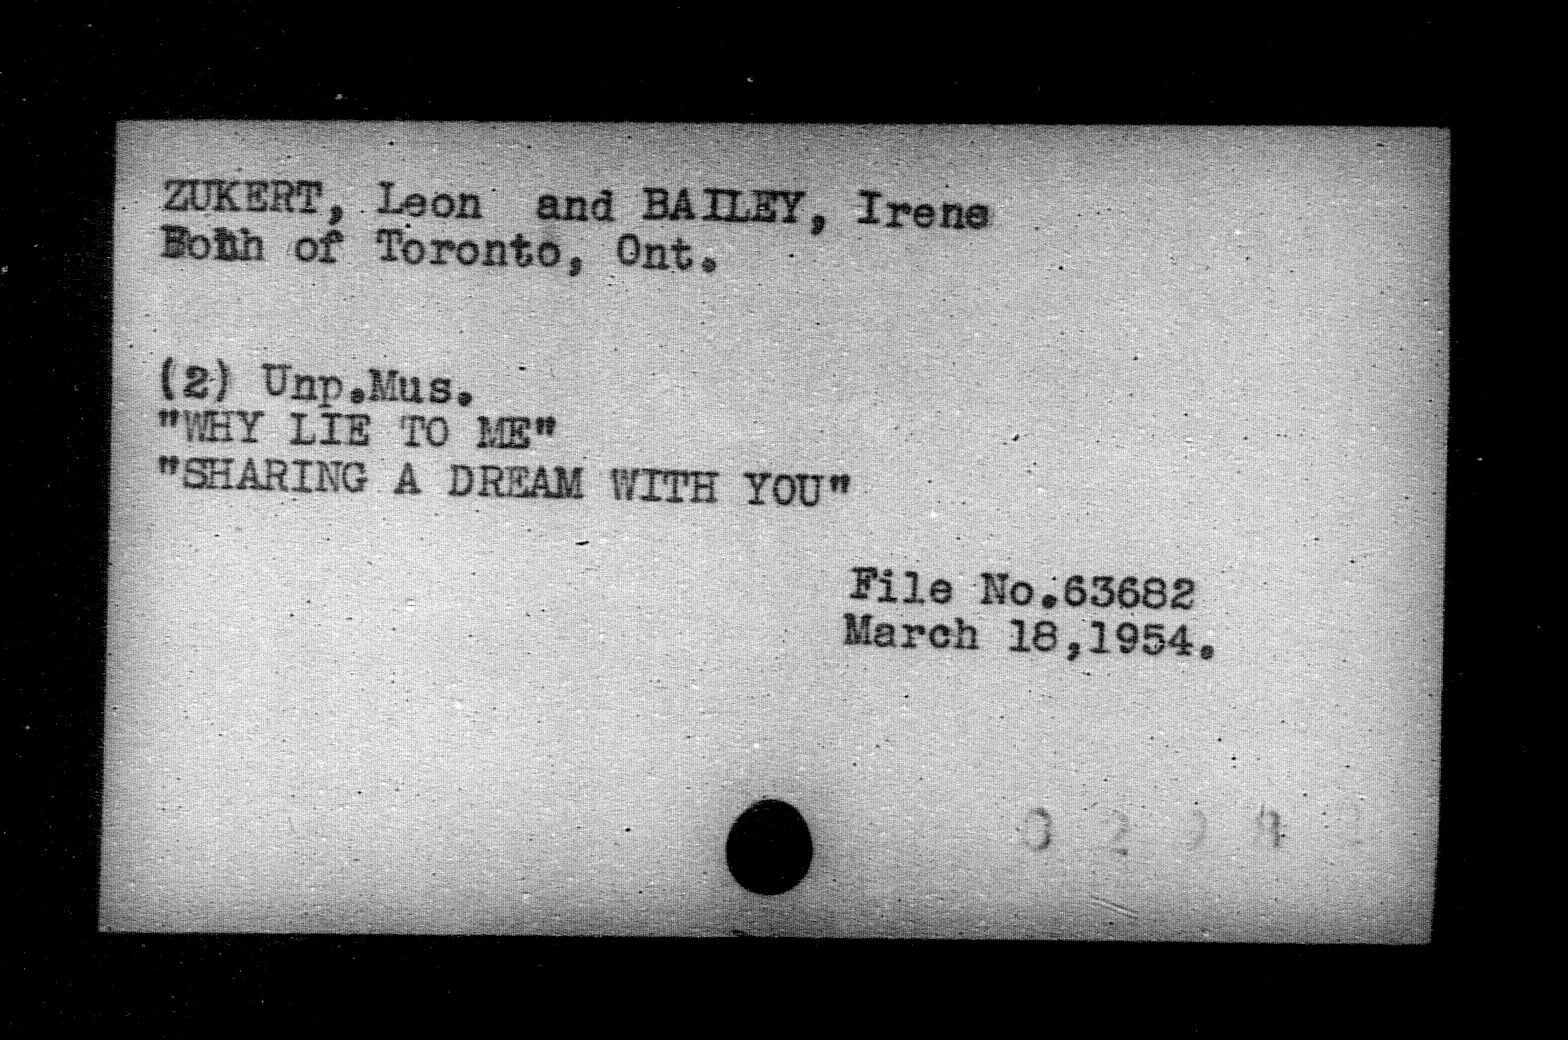 ZUKERT, Leon and BAILEY, Irene
Both of Toronto, Ont.
(2) Unp.Mus.
"WHY LIE TO ME"
"SHARING A DREAM WITH YOU"
File No.63682
March 18,1954.